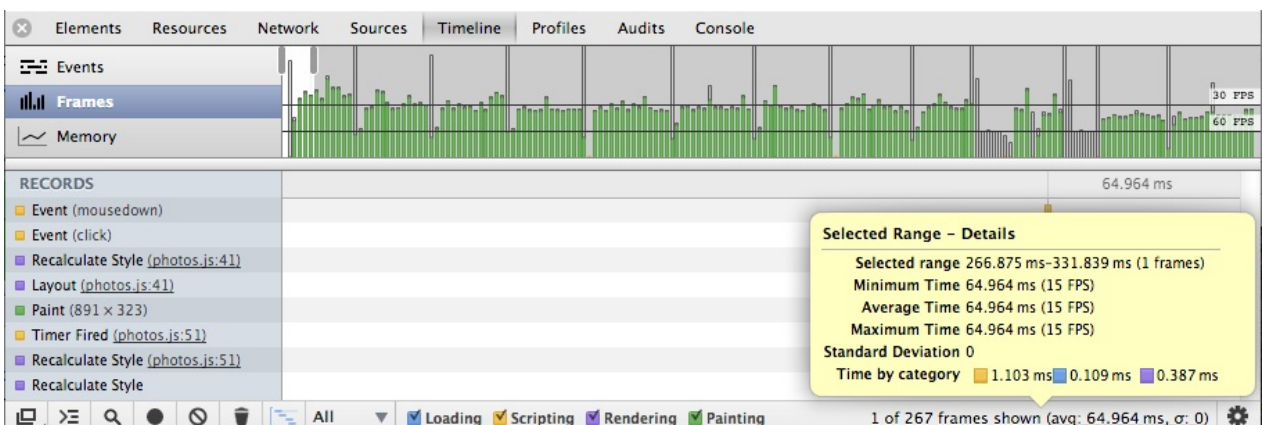 Elements Resources Network Sources Timeline Profiles Audits Console
Events
Frames
Memory
30 FPS
60 FPS
RECORDS
64.964 ms
Event (mousedown)
Event (click)
Recalculate Style (photos.js:41)
Layout (photos.js:41)
Paint (891 × 323)
Timer Fired (photos.js:51)
Recalculate Style (photos.js:51)
Recalculate Style
Selected Range – Details
Selected range 266.875 ms–331.839 ms (1 frames)
Minimum Time 64.964 ms (15 FPS)
Average Time 64.964 ms (15 FPS)
Maximum Time 64.964 ms (15 FPS)
Standard Deviation 0
Time by category 1.103 ms 0.109 ms 0.387 ms
All Loading Scripting Rendering Painting 1 of 267 frames shown (avg: 64.964 ms, σ: 0)